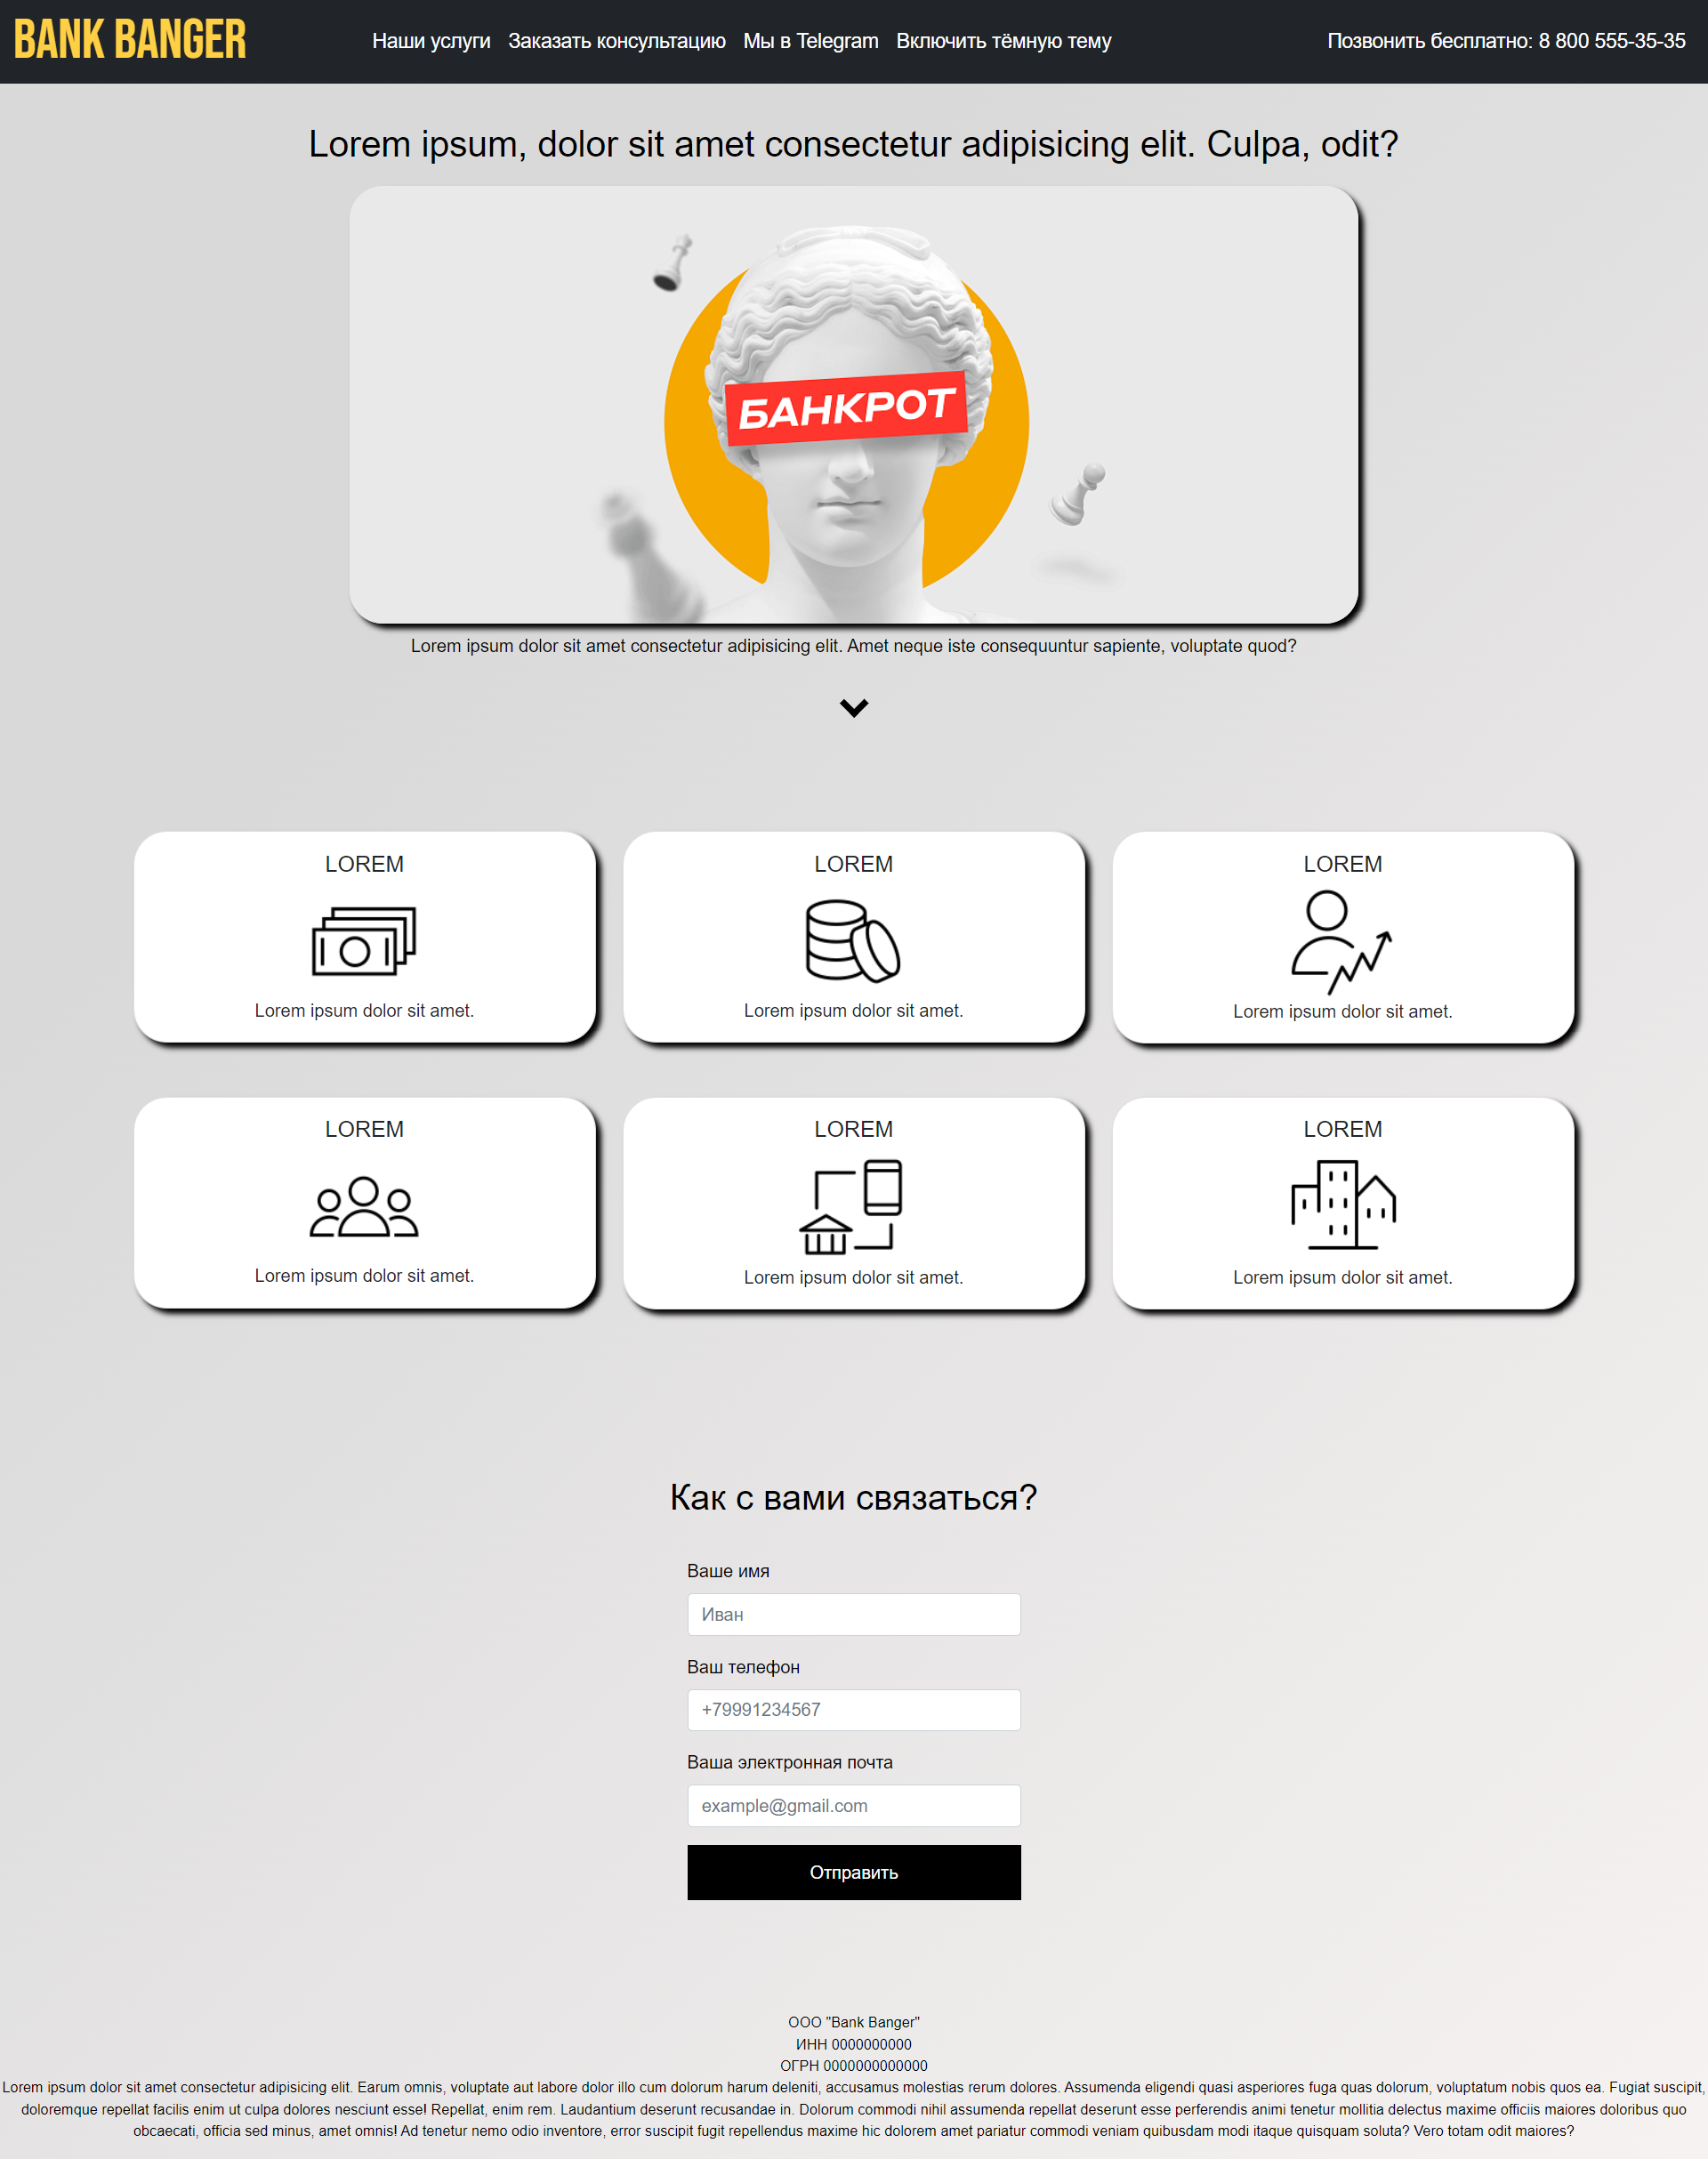 BANK BANGER
Наши услуги Заказать консультацию Мы в Telegram Включить тёмную тему Позвонить бесплатно: 8 800 555-35-35
Lorem ipsum, dolor sit amet consectetur adipisicing elit. Culpa, odit?
БАНКРОТ
Lorem ipsum dolor sit amet consectetur adipisicing elit. Amet neque iste consequuntur sapiente, voluptate quod?
LOREM
Lorem ipsum dolor sit amet.
LOREM
Lorem ipsum dolor sit amet.
LOREM
Lorem ipsum dolor sit amet.
LOREM
Lorem ipsum dolor sit amet.
LOREM
Lorem ipsum dolor sit amet.
LOREM
Lorem ipsum dolor sit amet.
Как с вами связаться?
Ваше имя
Иван
Ваш телефон
+79991234567
Ваша электронная почта
example@gmail.com
Отправить
ООО "Bank Banger"
ИНН 0000000000
ОГРН 0000000000000
Lorem ipsum dolor sit amet consectetur adipisicing elit. Earum omnis, voluptate aut labore dolor illo cum dolorum harum deleniti, accusamus molestias rerum dolores. Assumenda eligendi quasi asperiores fuga quas dolorum, voluptatum nobis quos ea. Fugiat suscipit,
doloremque repellat facilis enim ut culpa dolores nesciunt esse! Repellat, enim rem. Laudantium deserunt recusandae in. Dolorum commodi nihil assumenda repellat deserunt esse perferendis animi tenetur mollitia delectus maxime officiis maiores doloribus quo
obcaecati, officia sed minus, amet omnis! Ad tenetur nemo odio inventore, error suscipit fugit repellendus maxime hic dolorem amet pariatur commodi veniam quibusdam modi itaque quisquam soluta? Vero totam odit maiores?